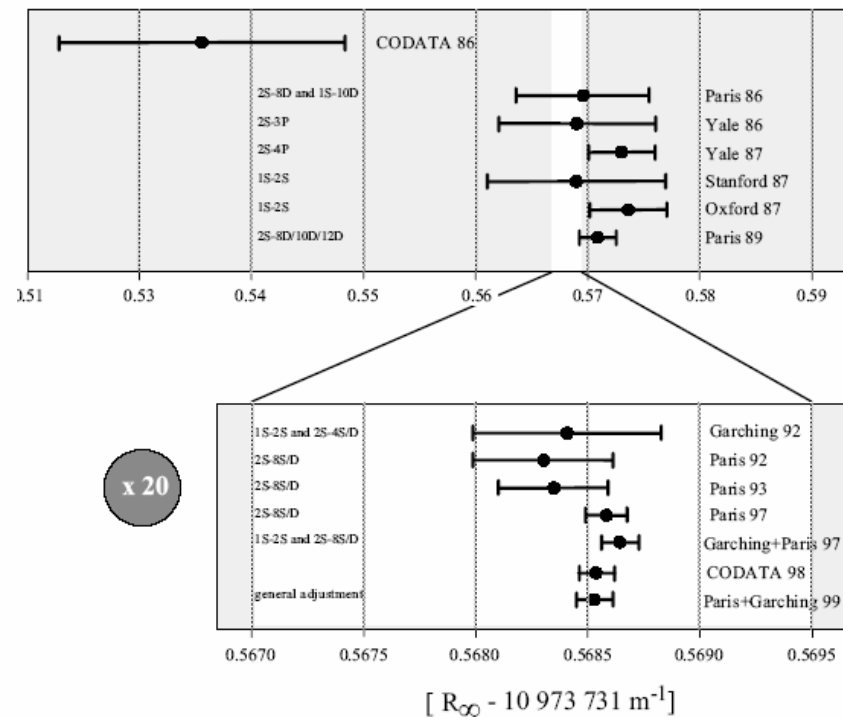 CODATA 86
2S-8D and 1S-10D Paris 86
2S-3P Yale 86
2S-4P Yale 87
1S-2S Stanford 87
1S-2S Oxford 87
2S-8D/10D/12D Paris 89
0.51 0.53 0.54 0.55 0.56 0.57 0.58 0.59
1S-2S and 2S-4S/D Garching 92
2S-8S/D Paris 92
x 20
2S-8S/D Paris 93
2S-8S/D Paris 97
1S-2S and 2S-8S/D Garching+Paris 97
CODATA 98
general adjustment Paris+Garching 99
0.5670 0.5675 0.5680 0.5685 0.5690 0.5695
[ R∞ - 10 973 731 m⁻¹]